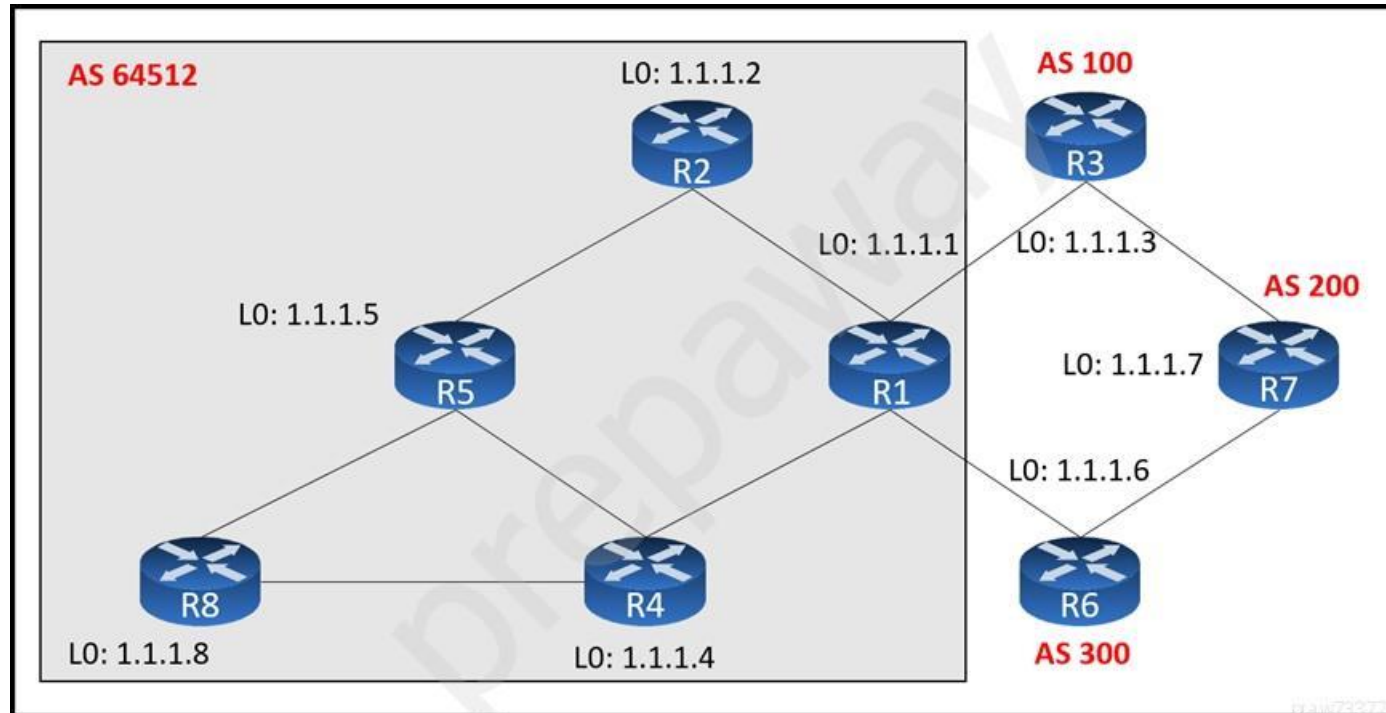 AS 64512
L0: 1.1.1.2
AS 100
R2
R3
L0: 1.1.1.1
L0: 1.1.1.3
AS 200
L0: 1.1.1.5
R5
R1
L0: 1.1.1.7
R7
L0: 1.1.1.6
R8
R4
R6
L0: 1.1.1.8
L0: 1.1.1.4
AS 300
prepaway